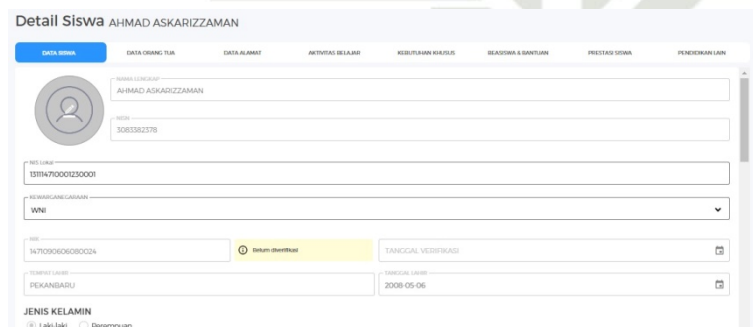 Detail Siswa AHMAD ASKARIZZAMAN
DATA SISWA DATA ORANG TUA DATA ALAMAT AKTIVITAS BELAJAR KEBUTUHAN KHUSUS BEASISWA & BANTUAN PRESTASI SISWA PENDIDIKAN LAIN
NAMA LENGKAP
AHMAD ASKARIZZAMAN
NISN
3083382378
NIS Lokal
131114710001230001
KEWARGANEGARAAN
WNI
NIK
1471090606080024
Belum diverifikasi
TANGGAL VERIFIKASI
TEMPAT LAHIR
PEKANBARU
TANGGAL LAHIR
2008-05-06
JENIS KELAMIN
Laki-laki Perempuan